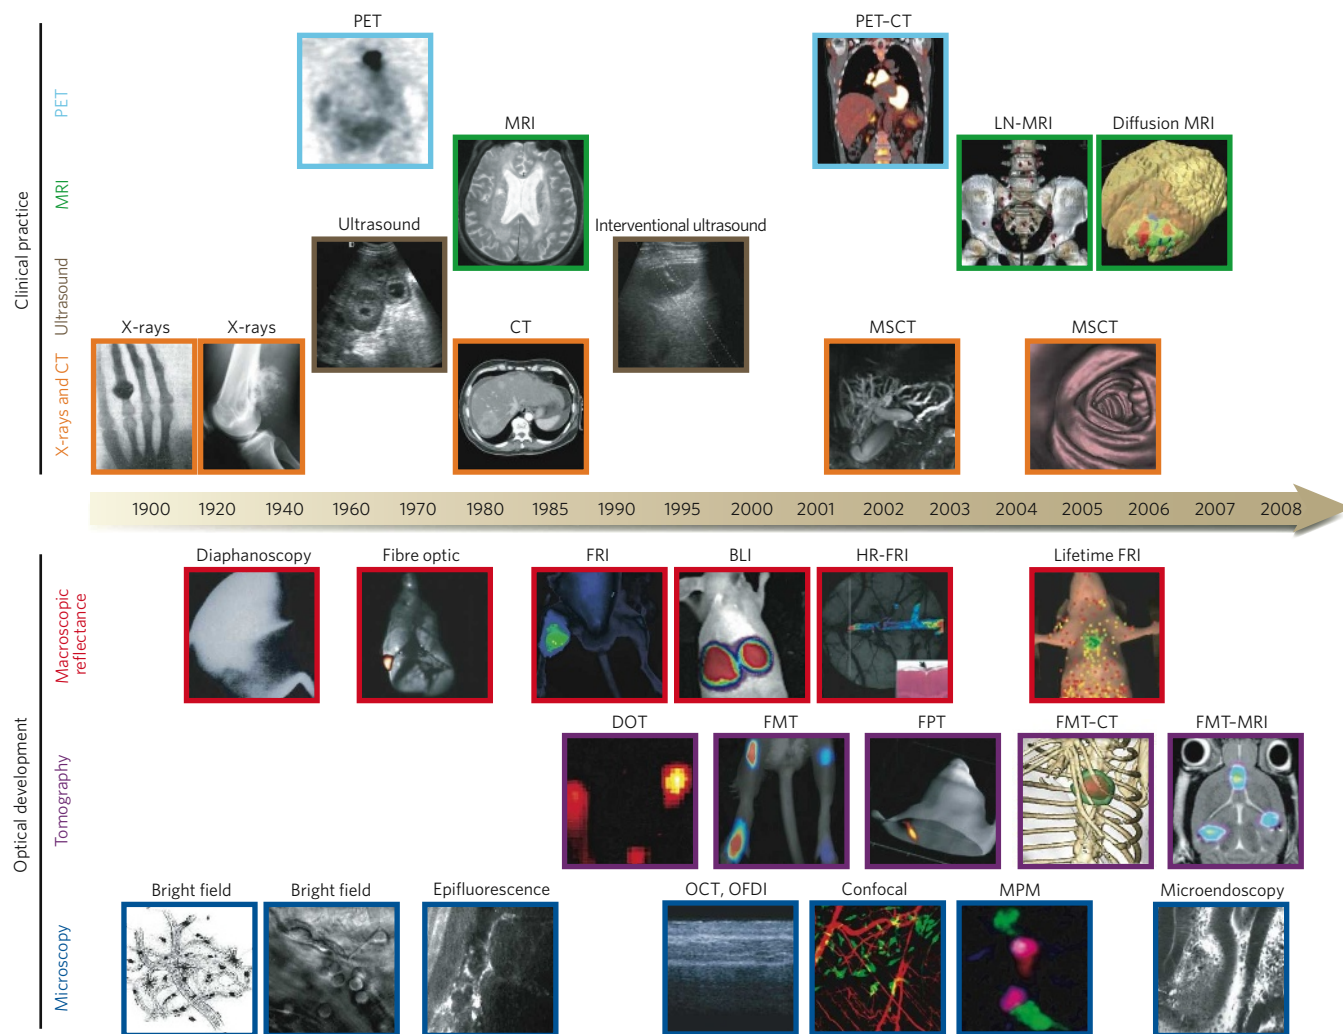 PET
PET–CT
PET
MRI
LN-MRI
Diffusion MRI
MRI
Clinical practice
Ultrasound
Interventional ultrasound
Ultrasound
X-rays
X-rays
CT
MSCT
MSCT
X-rays and CT
1900 1920 1940 1960 1970 1980 1985 1990 1995 2000 2001 2002 2003 2004 2005 2006 2007 2008
Diaphanoscopy
Fibre optic
FRI
BLI
HR-FRI
Lifetime FRI
Macroscopic
reflectance
DOT
FMT
FPT
FMT–CT
FMT–MRI
Optical development
Tomography
Bright field
Bright field
Epifluorescence
OCT, OFDI
Confocal
MPM
Microendoscopy
Microscopy